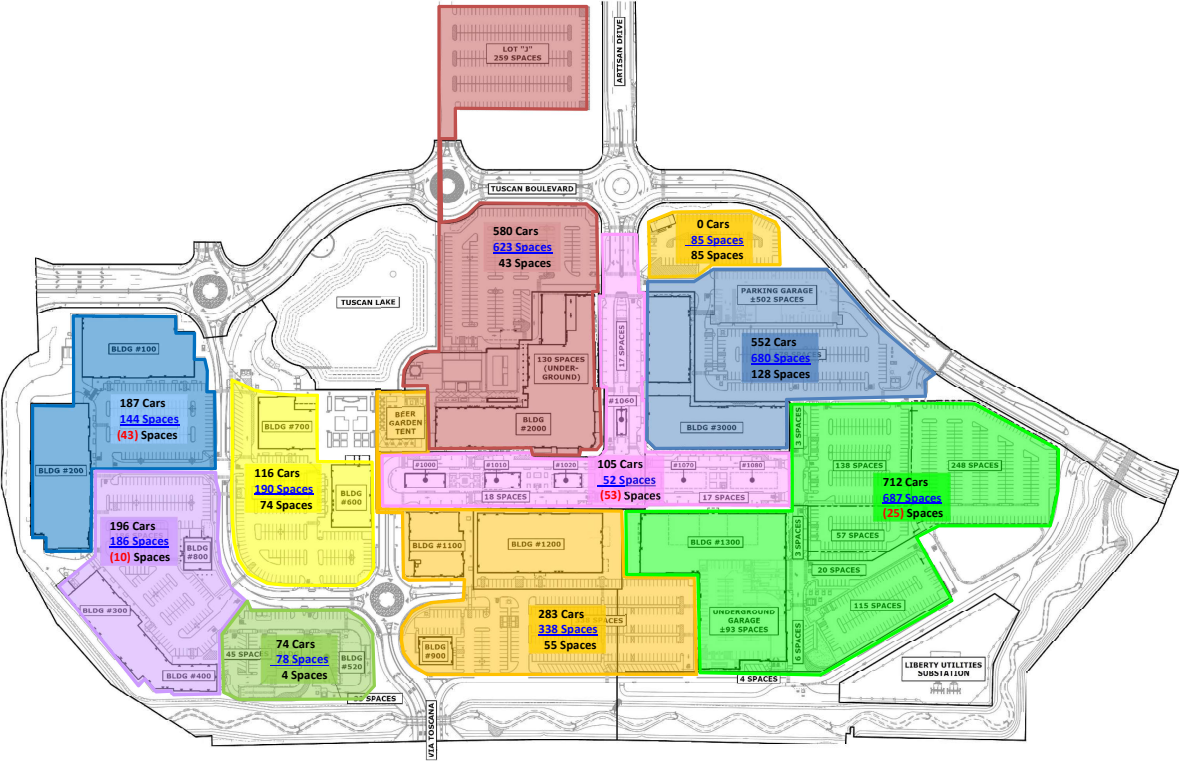 LOT "J"
259 SPACES
ARTISAN DRIVE
TUSCAN BOULEVARD
580 Cars
623 Spaces
43 Spaces
0 Cars
85 Spaces
85 Spaces
TUSCAN LAKE
PARKING GARAGE
±502 SPACES
17 SPACES
552 Cars
680 Spaces
128 Spaces
BLDG #100
130 SPACES
(UNDER-
GROUND)
187 Cars
144 Spaces
(43) Spaces
#1060
BLDG #700
BEER
GARDEN
TENT
BLDG
#2000
BLDG #3000
3 SPACES
BLDG #200
116 Cars
190 Spaces
74 Spaces
BLDG
#600
#1000
#1010
#1020
105 Cars
52 Spaces
(53) Spaces
#1070
#1080
18 SPACES
17 SPACES
138 SPACES
248 SPACES
712 Cars
687 Spaces
(25) Spaces
196 Cars
186 Spaces
(10) Spaces
BLDG
#800
BLDG #1100
BLDG #1200
BLDG #1300
3 SPACES
57 SPACES
20 SPACES
115 SPACES
BLDG #300
283 Cars
338 Spaces
55 Spaces
SPACES
UNDERGROUND
GARAGE
±93 SPACES
6 SPACES
74 Cars
78 Spaces
4 Spaces
45 SPACES
BLDG
#520
BLDG
#900
BLDG #400
4 SPACES
LIBERTY UTILITIES
SUBSTATION
SPACES
VIA TOSCANA